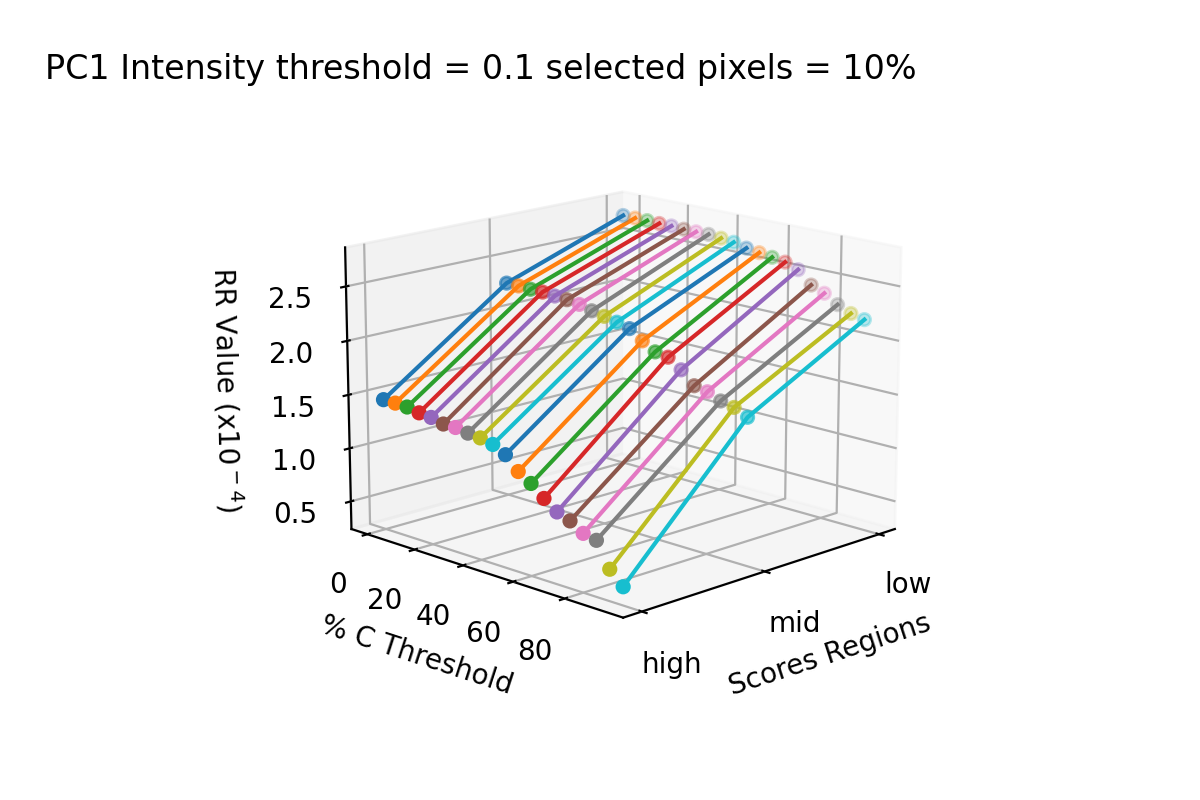 PC1 Intensity threshold = 0.1 selected pixels = 10%
RR Value (x10⁻⁴)
2.5
2.0
1.5
1.0
0.5
0
20
40
60
80
% C Threshold
high
mid
low
Scores Regions